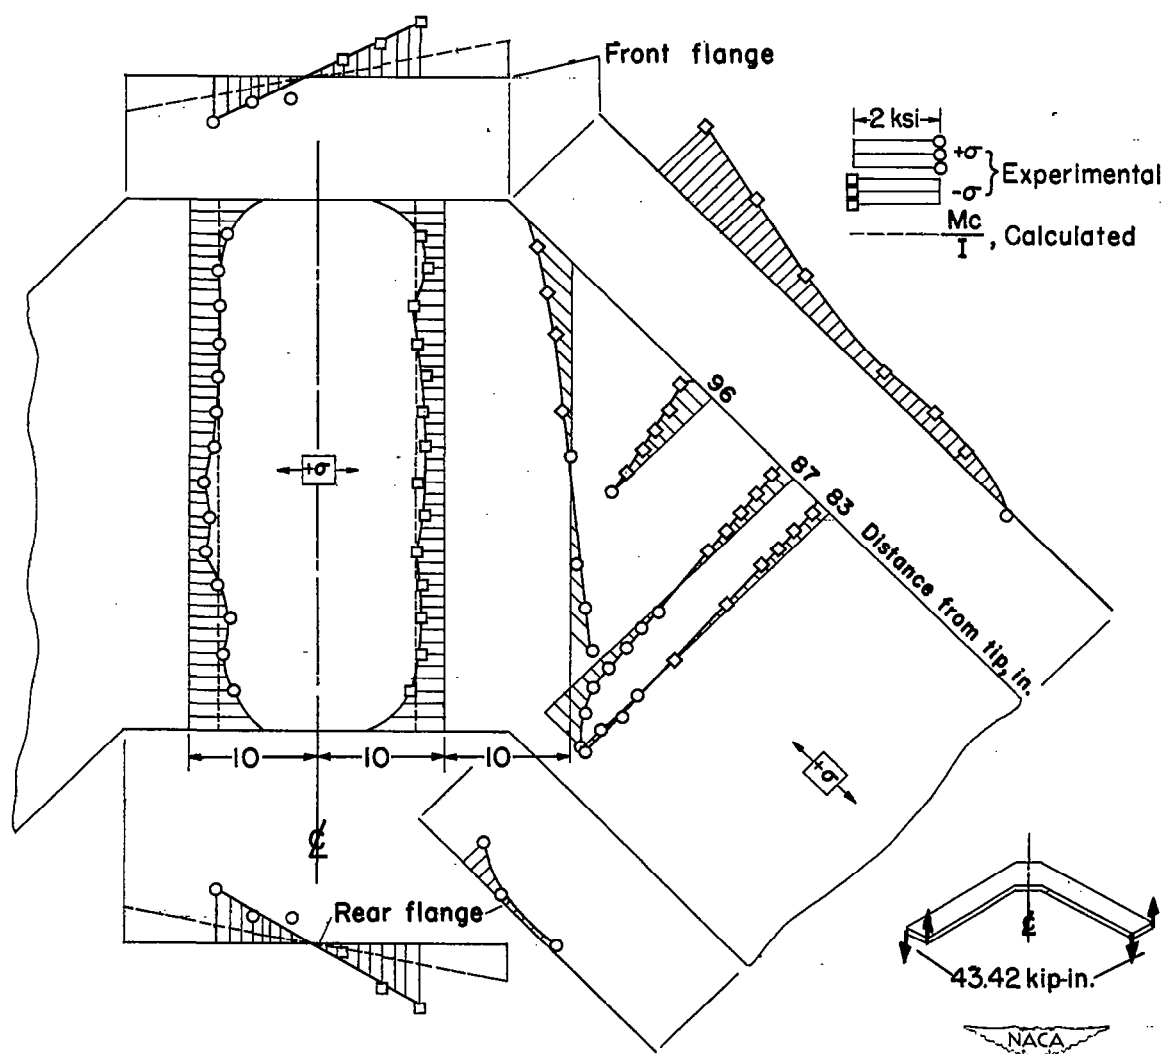 Front flange
2 ksi
+σ
-σ
Experimental
Mc
I
, Calculated
96
87
83
Distance from tip, in.
+σ
10
10
10
+σ
℄
Rear flange
℄
43.42 kip-in.
NACA